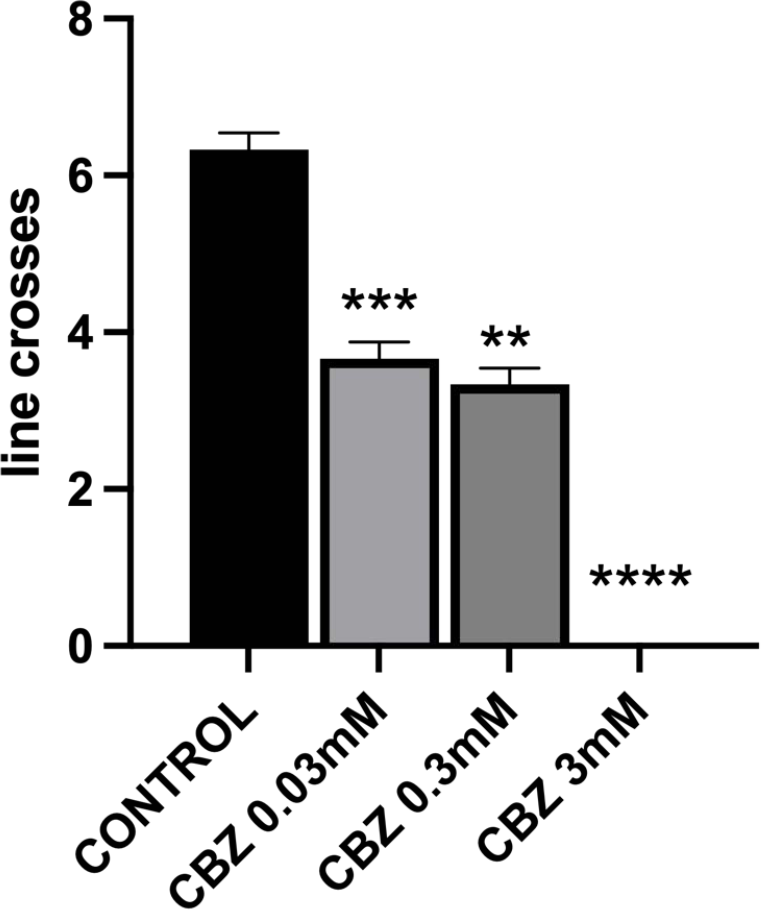 8
6
4
2
0
line crosses
***
**
****
CONTROL
CBZ 0.03mM
CBZ 0.3mM
CBZ 3mM